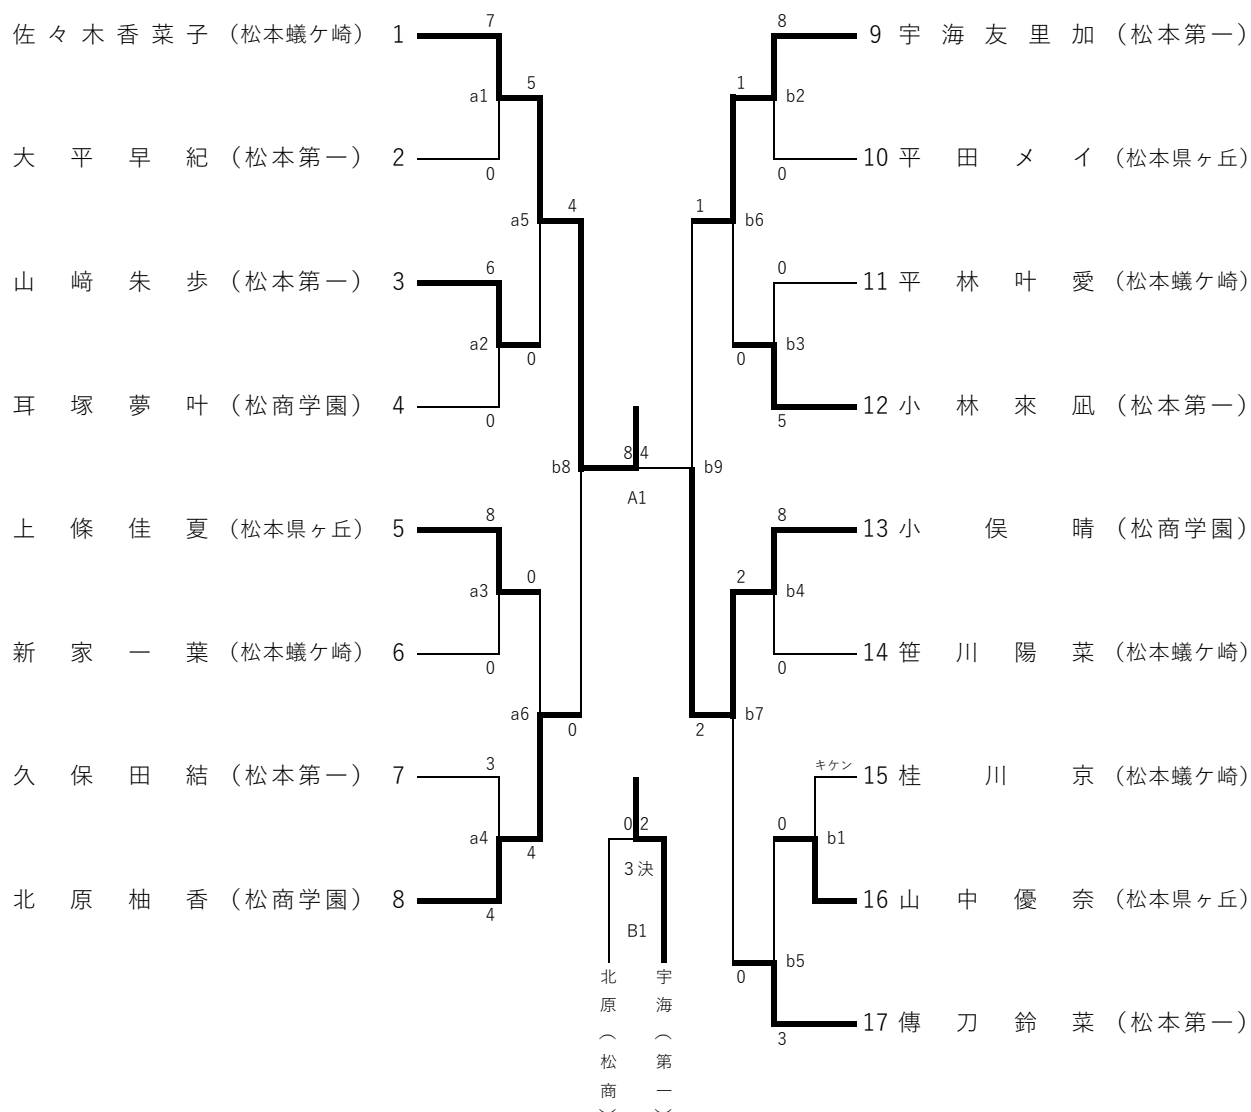 佐々木香菜子 (松本蟻ケ崎) 1
7
a1
5
大平早紀 (松本第一) 2
0
a5
4
山﨑朱歩 (松本第一) 3
6
a2
0
耳塚夢叶 (松商学園) 4
0
b8
上條佳夏 (松本県ヶ丘) 5
8
a3
0
新家一葉 (松本蟻ケ崎) 6
0
a6
0
久保田結 (松本第一) 7
3
a4
4
北原柚香 (松商学園) 8
4
8 4
A1
0 2
3決
B1
北原(松商)
宇海(第一)
8
9 宇海友里加 (松本第一)
1
b2
10 平田メイ (松本県ヶ丘)
0
1
b6
0
11 平林叶愛 (松本蟻ケ崎)
0
b3
12 小林來凪 (松本第一)
5
b9
8
13 小俣晴 (松商学園)
2
b4
14 笹川陽菜 (松本蟻ケ崎)
0
2
b7
キケン
15 桂川京 (松本蟻ケ崎)
0
b1
16 山中優奈 (松本県ヶ丘)
0
b5
17 傳刀鈴菜 (松本第一)
3